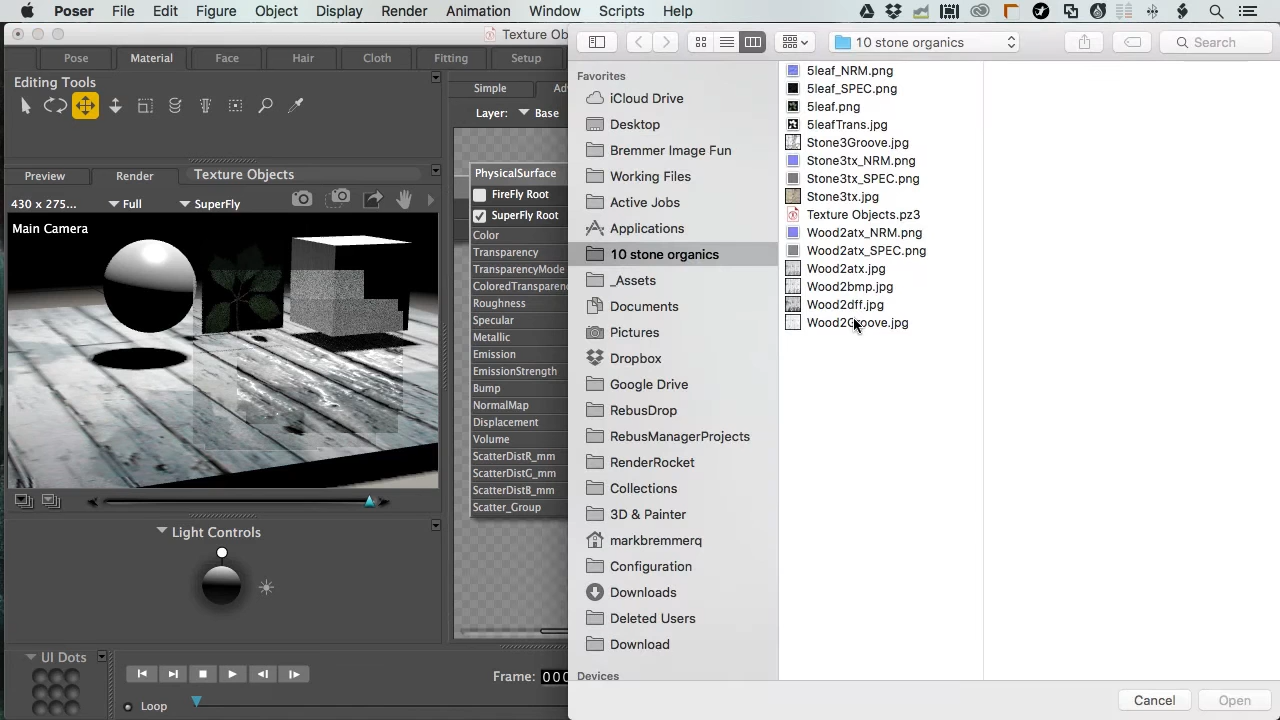 Poser File Edit Figure Object Display Render Animation Window Scripts Help
Texture Ob
10 stone organics
Search
Pose Material Face Hair Cloth Fitting Setup
Editing Tools
Simple
Layer: Base
Preview Render Texture Objects
430 x 275... Full SuperFly
Main Camera
PhysicalSurface
FireFly Root
SuperFly Root
Color
Transparency
TransparencyMode
Roughness
Specular
Metallic
Emission
EmissionStrength
Bump
NormalMap
Displacement
Volume
ScatterDistR_mm
ScatterDistG_mm
ScatterDistB_mm
Scatter_Group
Light Controls
UI Dots
Loop
Frame:
Favorites
iCloud Drive
Desktop
Bremmer Image Fun
Working Files
Active Jobs
Applications
10 stone organics
_Assets
Documents
Pictures
Dropbox
Google Drive
RebusDrop
RebusManagerProjects
RenderRocket
Collections
3D & Painter
markbremmerq
Configuration
Downloads
Deleted Users
Download
Devices
5leaf_NRM.png
5leaf_SPEC.png
5leaf.png
5leafTrans.jpg
Stone3Groove.jpg
Stone3tx_NRM.png
Stone3tx_SPEC.png
Stone3tx.jpg
Texture Objects.pz3
Wood2atx_NRM.png
Wood2atx_SPEC.png
Wood2atx.jpg
Wood2bmp.jpg
Wood2dff.jpg
Wood2Groove.jpg
Cancel Open